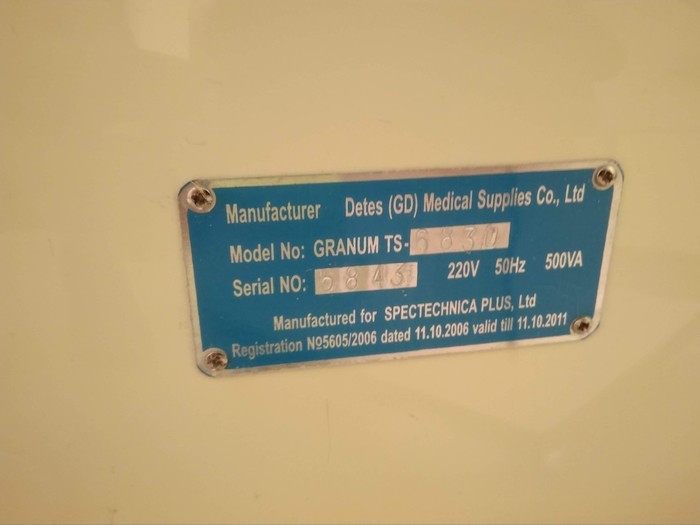 Manufacturer Detes (GD) Medical Supplies Co., Ltd
Model No: GRANUM TS-6830
Serial NO: 5843 220V 50Hz 500VA
Manufactured for SPECTECHNICA PLUS, Ltd
Registration №5605/2006 dated 11.10.2006 valid till 11.10.2011